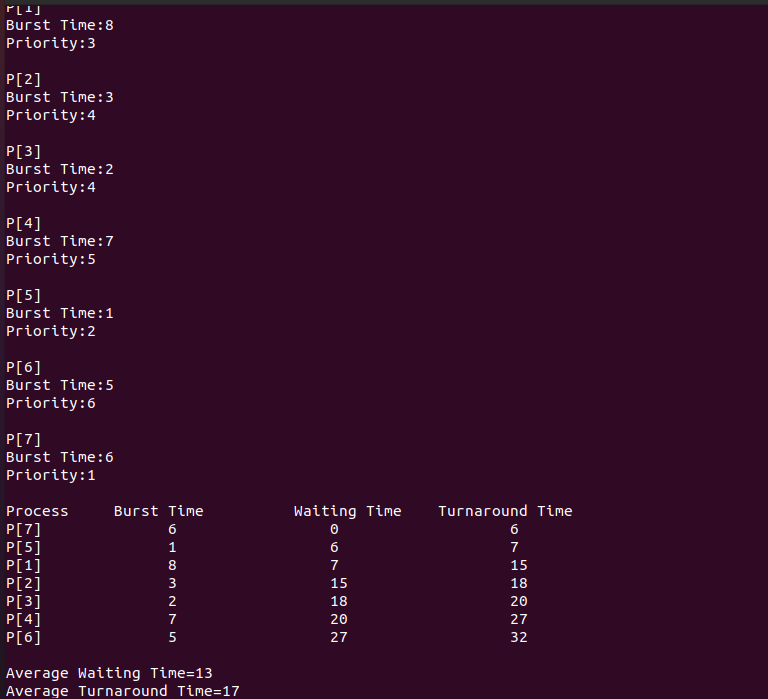 P[1]
Burst Time:8
Priority:3
P[2]
Burst Time:3
Priority:4
P[3]
Burst Time:2
Priority:4
P[4]
Burst Time:7
Priority:5
P[5]
Burst Time:1
Priority:2
P[6]
Burst Time:5
Priority:6
P[7]
Burst Time:6
Priority:1
Process Burst Time Waiting Time Turnaround Time
P[7] 6 0 6
P[5] 1 6 7
P[1] 8 7 15
P[2] 3 15 18
P[3] 2 18 20
P[4] 7 20 27
P[6] 5 27 32
Average Waiting Time=13
Average Turnaround Time=17